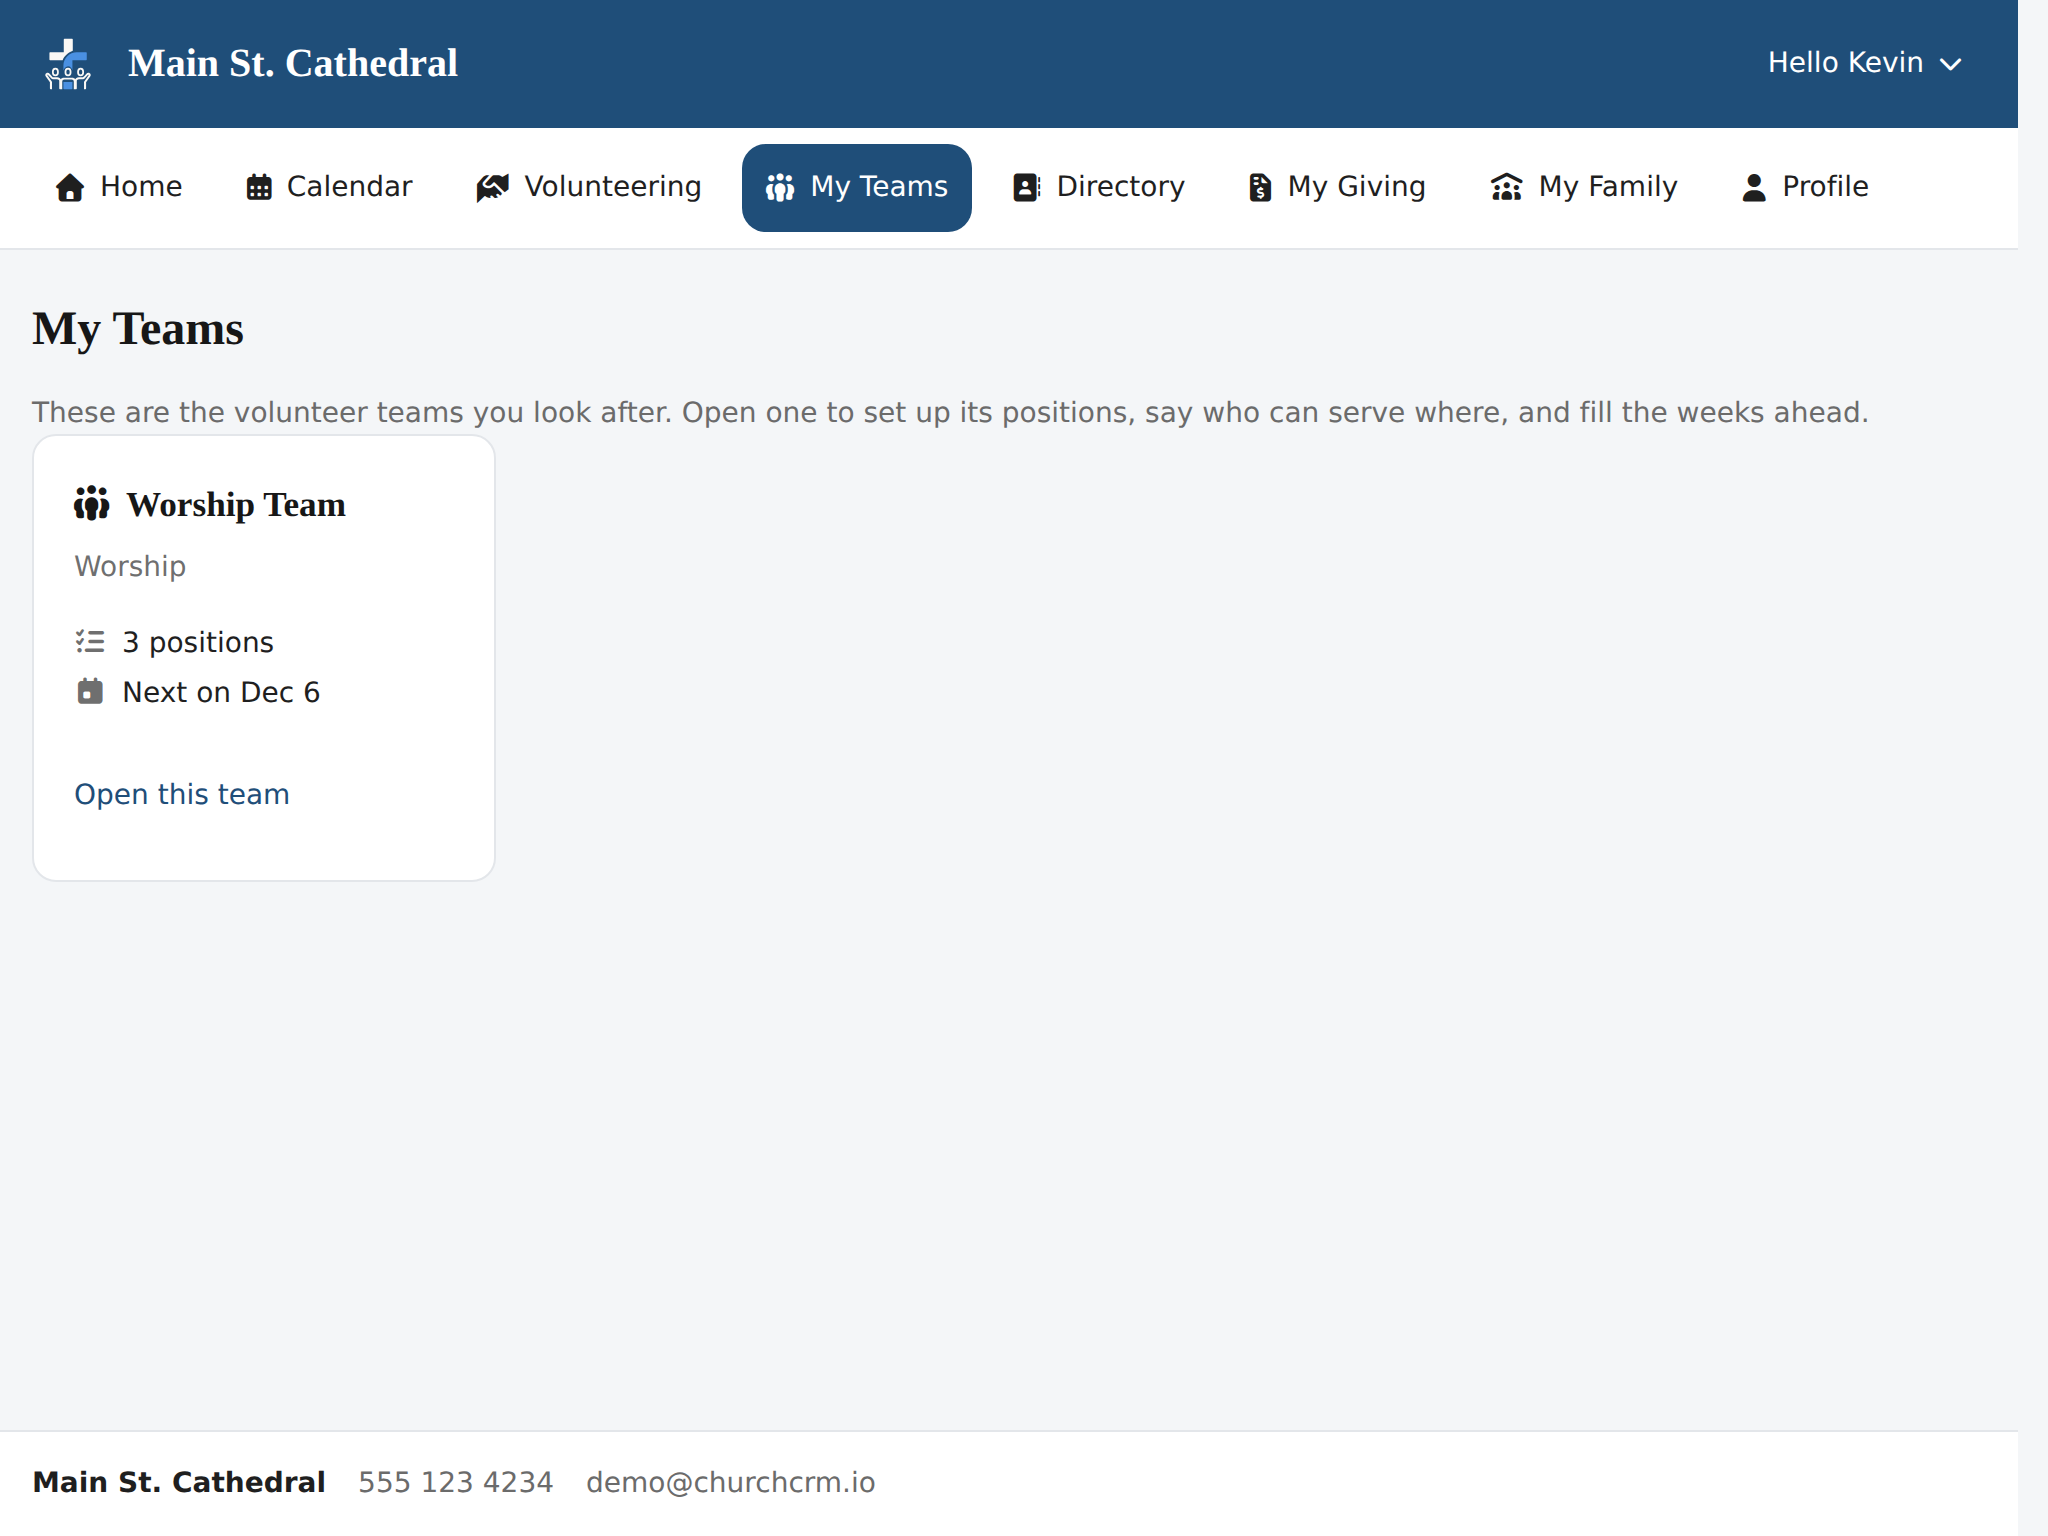 Main St. Cathedral
Hello Kevin
Home
Calendar
Volunteering
My Teams
Directory
My Giving
My Family
Profile
My Teams
These are the volunteer teams you look after. Open one to set up its positions, say who can serve where, and fill the weeks ahead.
Worship Team
Worship
3 positions
Next on Dec 6
Open this team
Main St. Cathedral
555 123 4234
demo@churchcrm.io